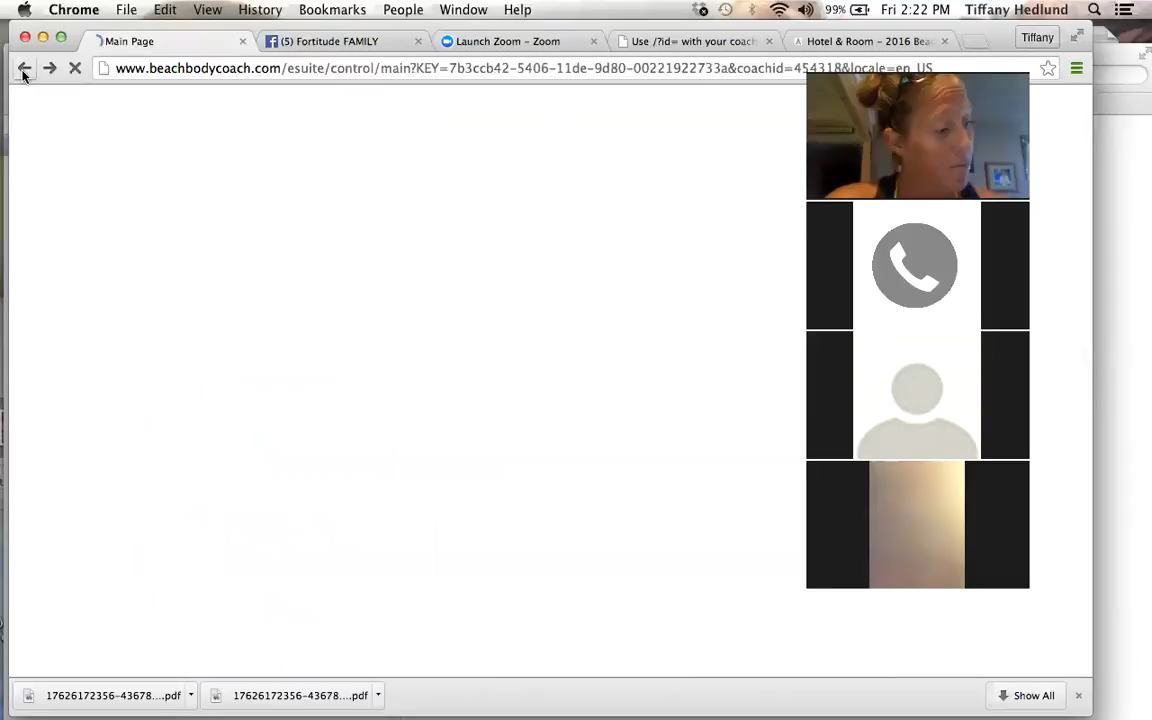 Chrome File Edit View History Bookmarks People Window Help 99% Fri 2:22 PM Tiffany Hedlund
Main Page (5) Fortitude FAMILY Launch Zoom - Zoom Use /?id= with your coach Hotel & Room – 2016 Beac Tiffany
www.beachbodycoach.com/esuite/control/main?KEY=7b3ccb42-5406-11de-9d80-00221922733a&coachid=454318&locale=en_US
17626172356-43678....pdf 17626172356-43678....pdf Show All